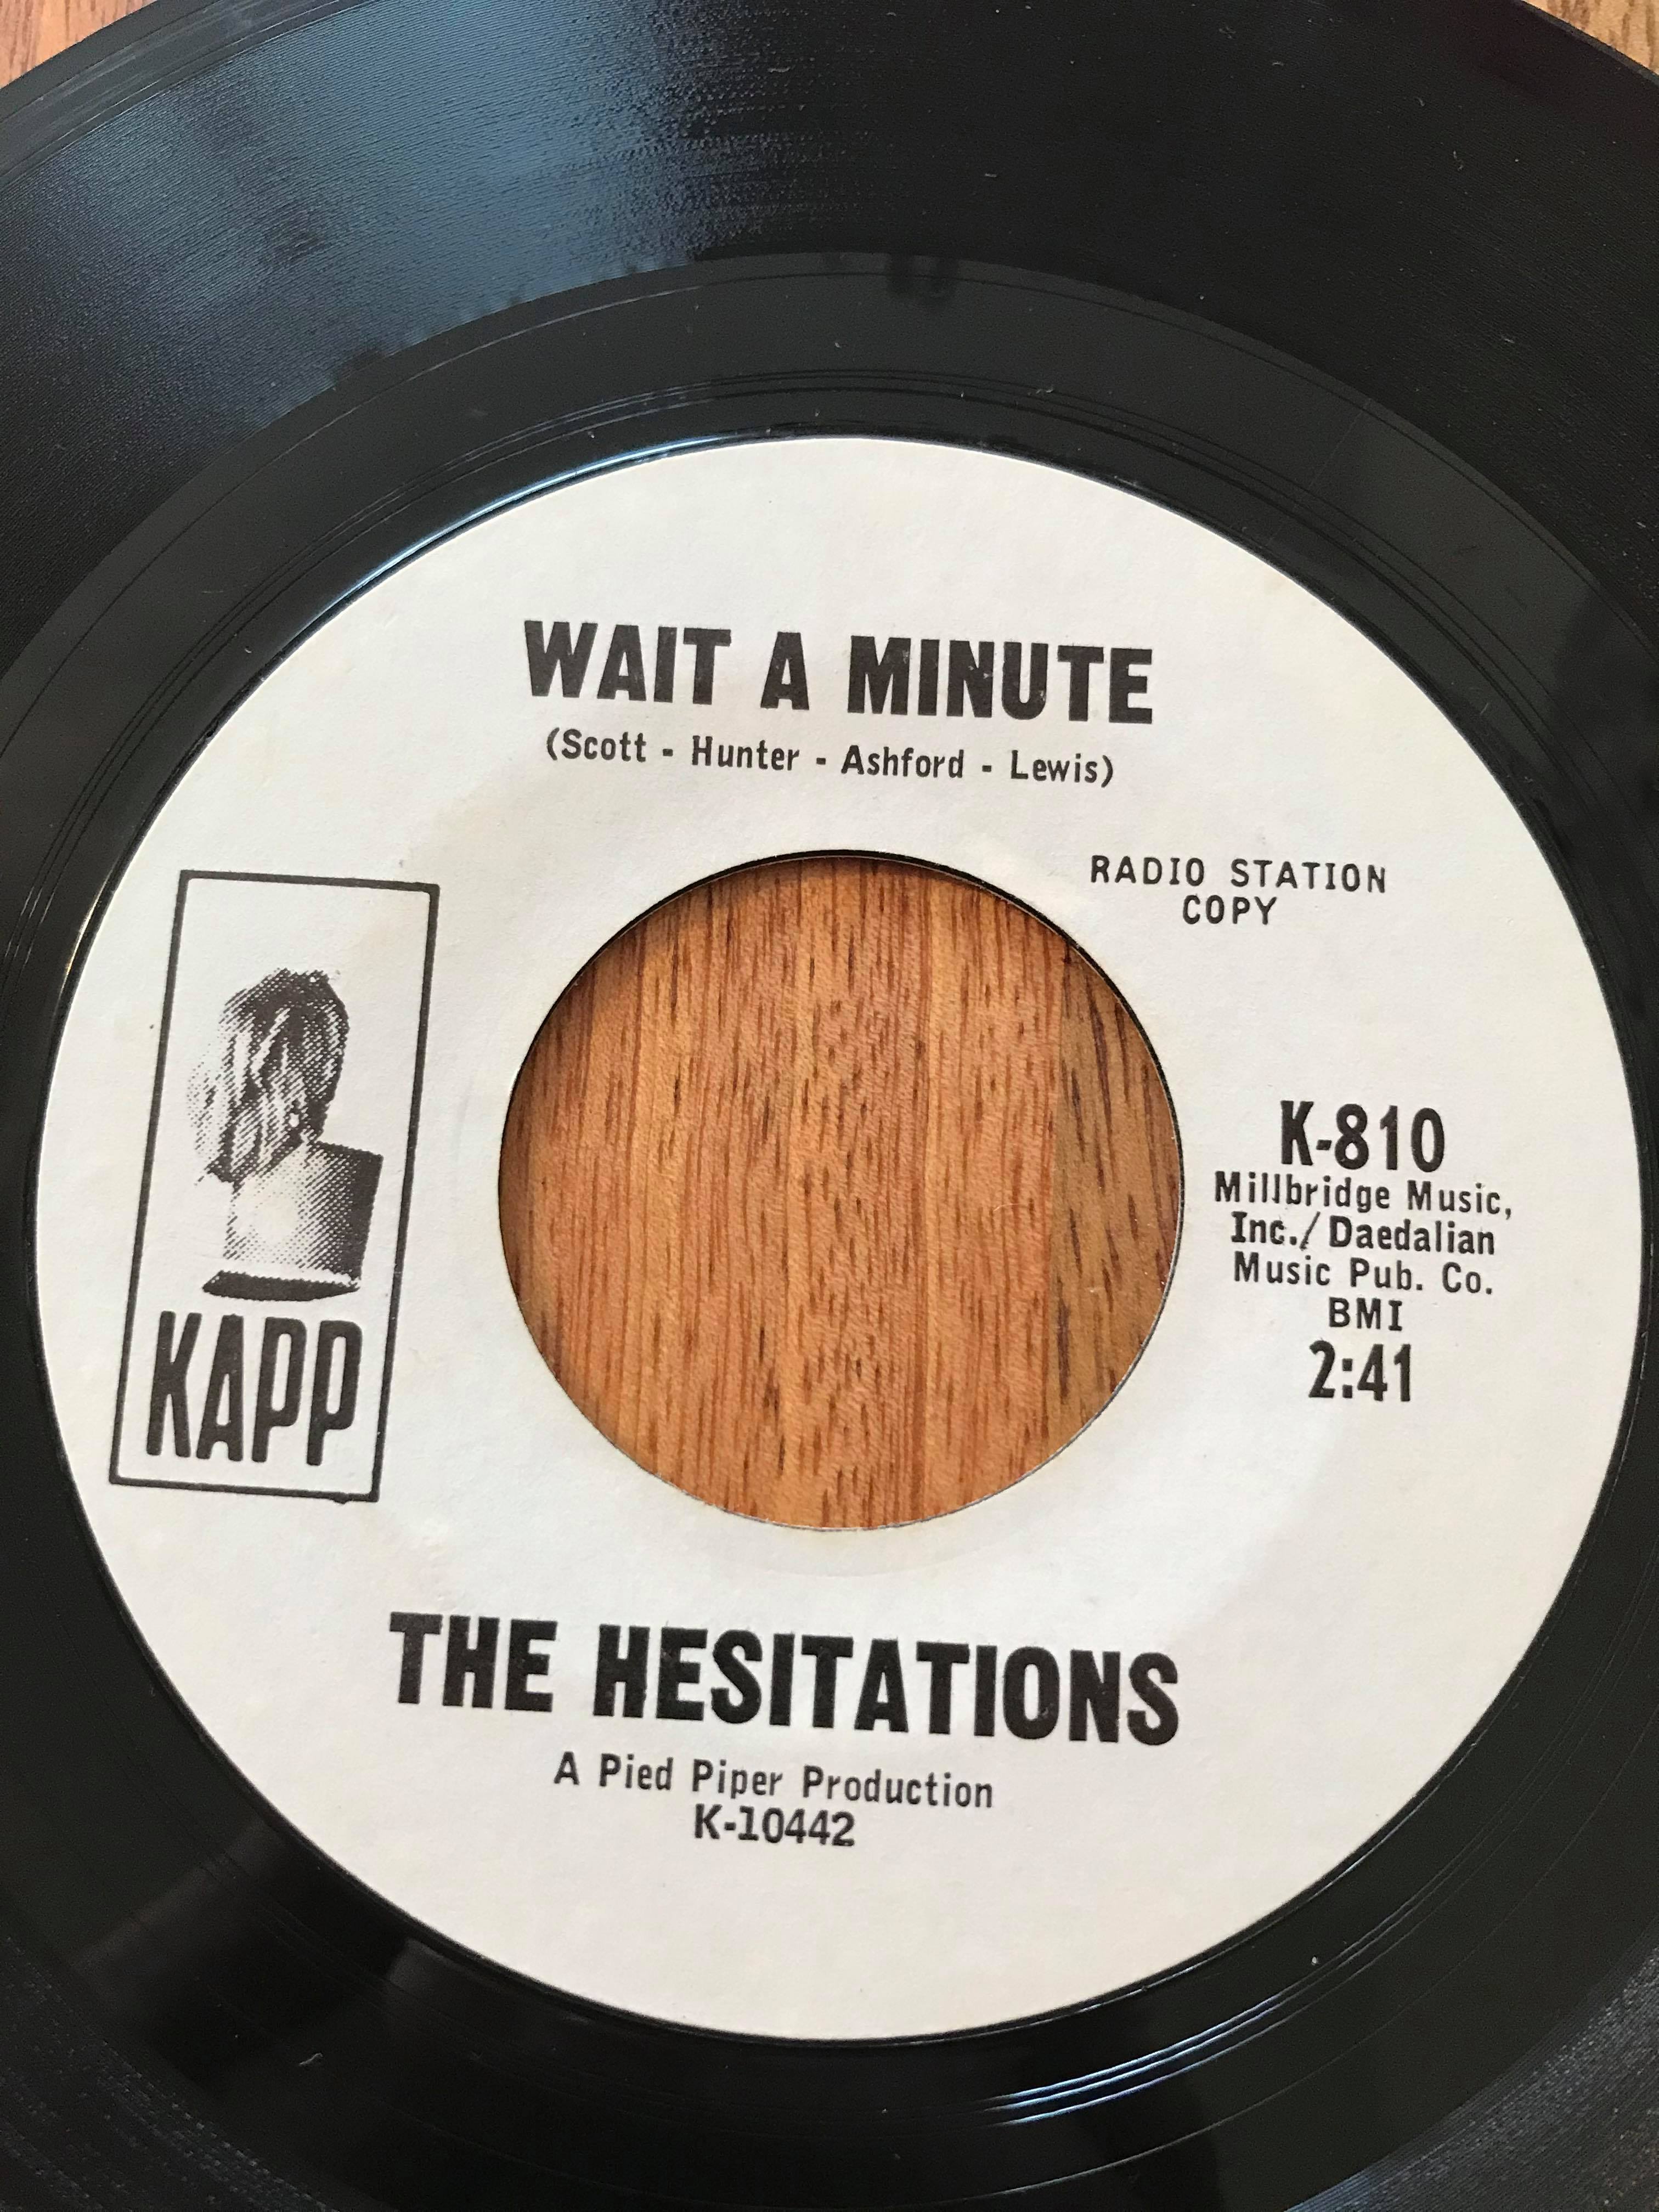 WAIT A MINUTE
(Scott - Hunter - Ashford - Lewis)
RADIO STATION
COPY
KAPP
K-810
Millbridge Music,
Inc./Daedalian
Music Pub. Co.
BMI
2:41
THE HESITATIONS
A Pied Piper Production
K-10442